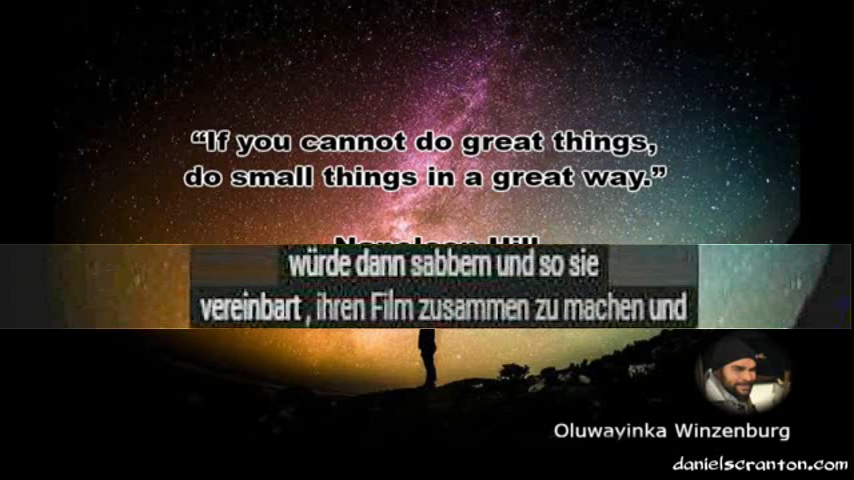 “If you cannot do great things,
do small things in a great way.”
würde dann sabbern und so sie
vereinbart , ihren Film zusammen zu machen und
Oluwayinka Winzenburg
danielscranton.com